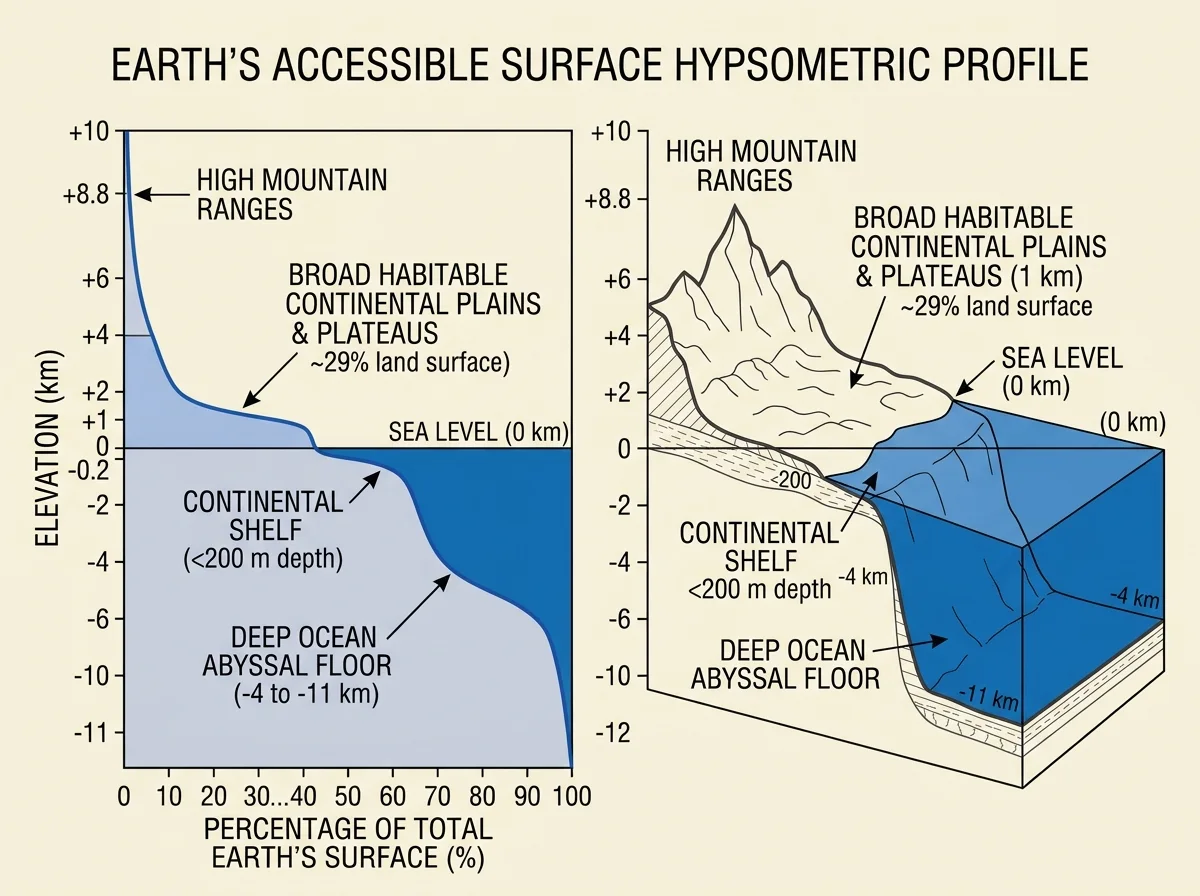 EARTH'S ACCESSIBLE SURFACE HYPSOMETRIC PROFILE
ELEVATION (km)
+10
+8.8
+6
+4
+2
+1
0
-0.2
-2
-4
-6
-10
-11
HIGH MOUNTAIN
RANGES
BROAD HABITABLE
CONTINENTAL PLAINS
& PLATEAUS
~29% land surface)
SEA LEVEL (0 km)
CONTINENTAL
SHELF
(<200 m depth)
DEEP OCEAN
ABYSSAL FLOOR
(-4 to -11 km)
0 10 20 30...40 50 60 70 80 90 100
PERCENTAGE OF TOTAL
EARTH'S SURFACE (%)
+10
+8.8
+6
+4
+2
0
-2
-4
-6
-10
-12
HIGH MOUNTAIN
RANGES
BROAD HABITABLE
CONTINENTAL PLAINS
& PLATEAUS (1 km)
~29% land surface
SEA LEVEL
(0 km)
(0 km)
<200
CONTINENTAL
SHELF
<200 m depth
-4 km
-4 km
DEEP OCEAN
ABYSSAL FLOOR
-11 km